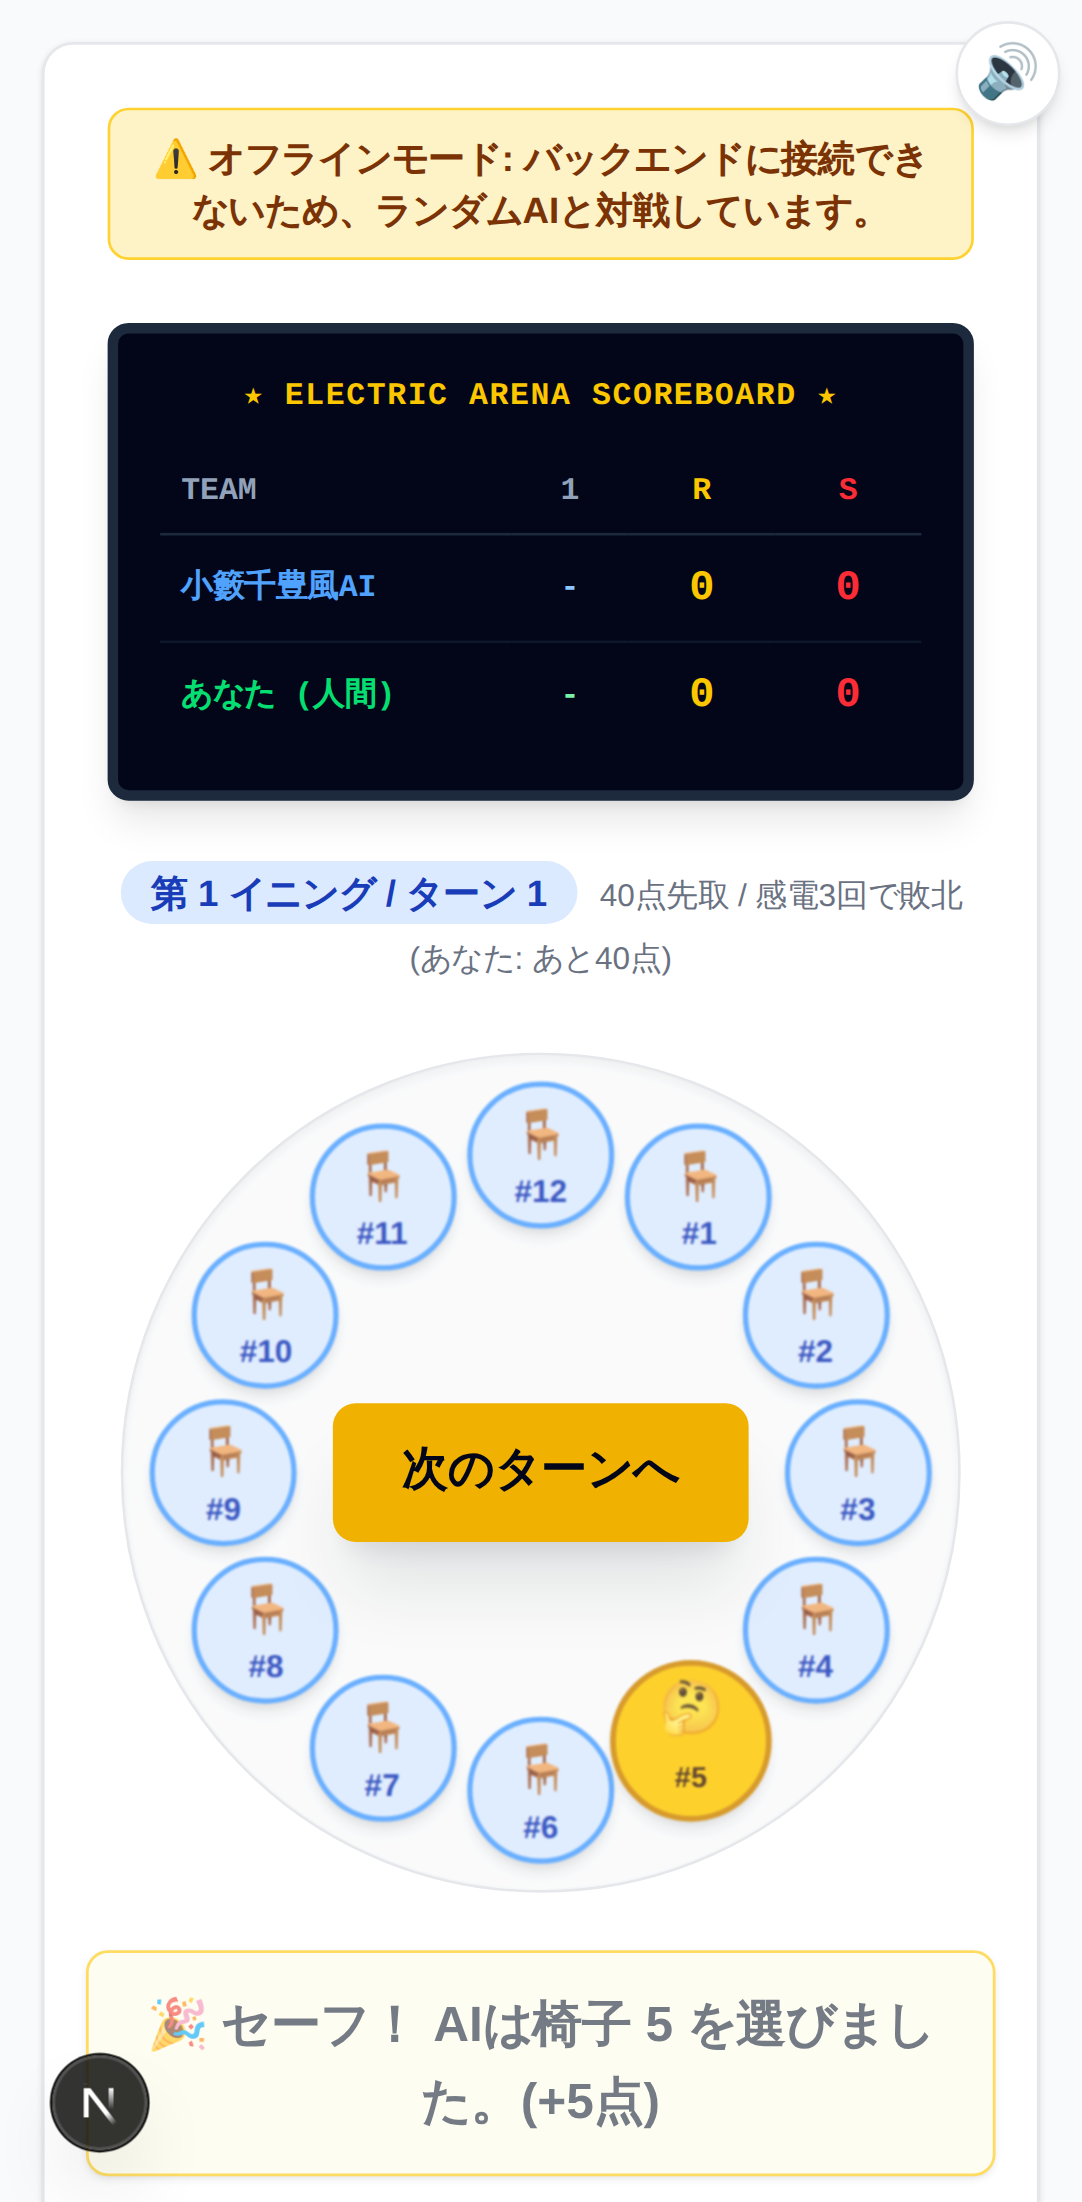 ⚠️ オフラインモード: バックエンドに接続でき
ないため、ランダムAIと対戦しています。
★ ELECTRIC ARENA SCOREBOARD ★
TEAM 1 R S
小籔千豊風AI - 0 0
あなた (人間) - 0 0
第 1 イニング / ターン 1 40点先取 / 感電3回で敗北
(あなた: あと40点)
#12
#11 #1
#10 #2
次のターンへ
#9 #3
#8 #4
#7 #5
#6
🎉 セーフ！ AIは椅子 5 を選びまし
た。(+5点)
N